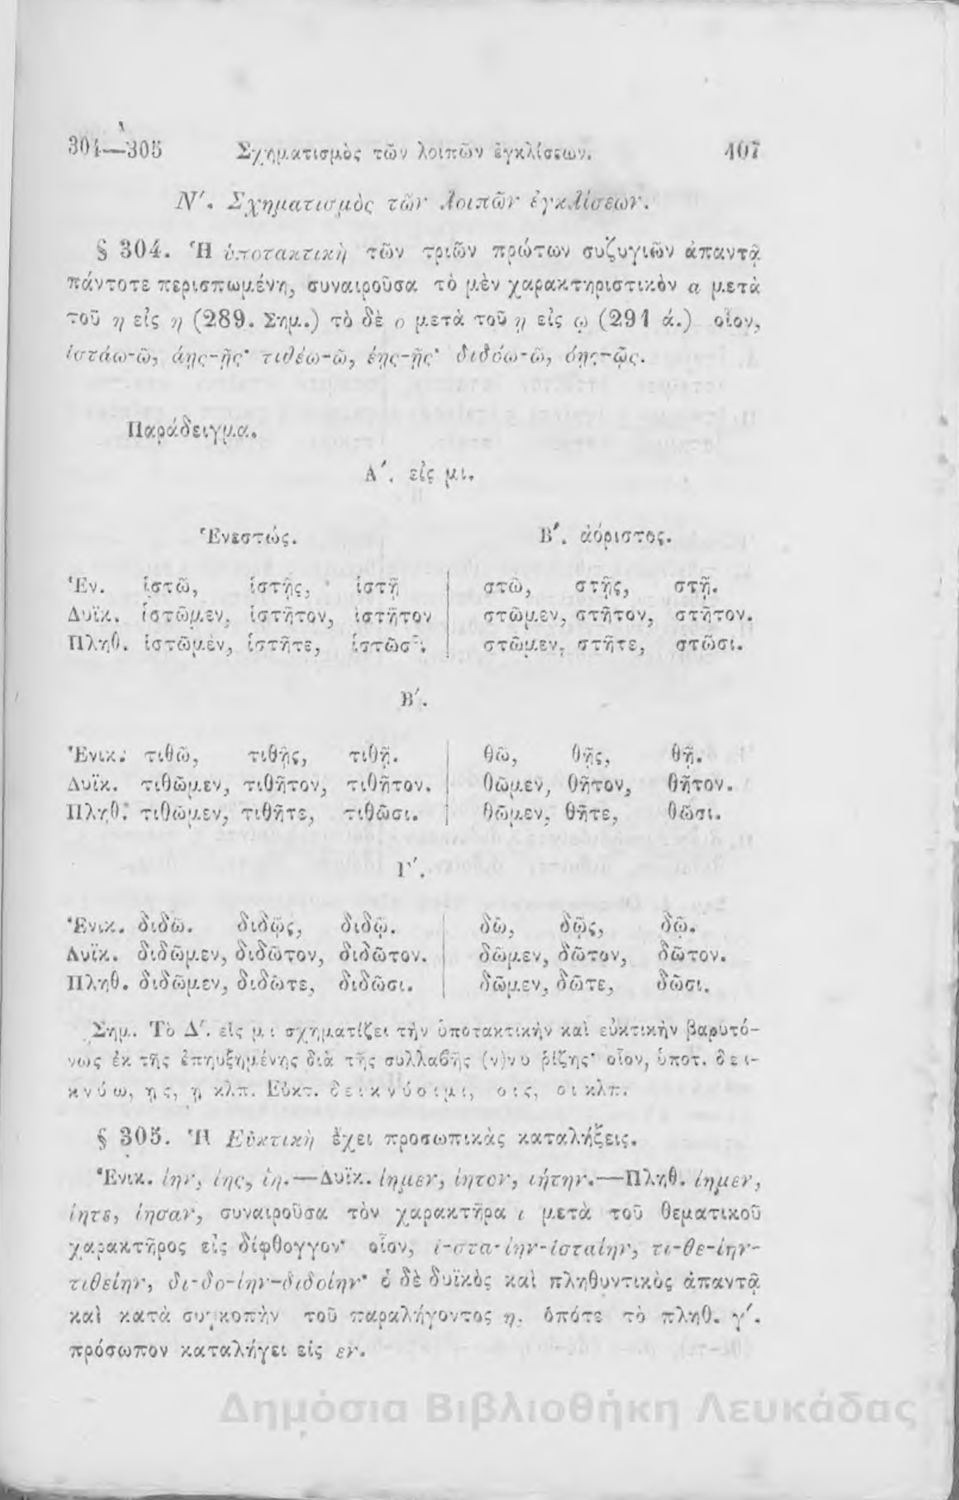 304—305 Σχηματισμὸς τῶν λοιπῶν ἐγκλίσεων. 107
Ν΄. Σχηματισμὸς τῶν λοιπῶν ἐγκλίσεων.
§ 304. Ἡ ὑποτακτικὴ τῶν τριῶν πρώτων συζυγιῶν ἀπαντᾷ
πάντοτε περισπωμένη, συναιροῦσα τὸ μὲν χαρακτηριστικὸν α μετὰ
τοῦ η εἰς η (289. Σημ.) τὸ δὲ ο μετὰ τοῦ η εἰς ω (291 ά.) οἷον,
ἱστάω-ῶ, άῃς-ῇς· τιθέω-ῶ, έῃς-ῇς· διδόω-ῶ, όῃς-ῷς.
Παράδειγμα.
Α΄. εἰς μι.
Ἐνεστώς. Β΄. ἀόριστος.
Ἑν. ἱστῶ, ἱστῇς, ἱστῇ στῶ, στῇς, στῇ.
Δυϊκ. ἱστῶμεν, ἱστῆτον, ἱστῆτον στῶμεν, στῆτον, στῆτον.
Πληθ. ἱστῶμεν, ἱστῆτε, ἱστῶσι. στῶμεν, στῆτε, στῶσι.
Β΄.
Ἑνικ. τιθῶ, τιθῇς, τιθῇ. θῶ, θῇς, θῇ.
Δυϊκ. τιθῶμεν, τιθῆτον, τιθῆτον. θῶμεν, θῆτον, θῆτον.
Πληθ. τιθῶμεν, τιθῆτε, τιθῶσι. θῶμεν, θῆτε, θῶσι.
Γ΄.
Ἑνικ. διδῶ. διδῷς, διδῷ. δῶ, δῷς, δῶ.
Δυϊκ. διδῶμεν, διδῶτον, διδῶτον. δῶμεν, δῶτον, δῶτον.
Πληθ. διδῶμεν, διδῶτε, διδῶσι. δῶμεν, δῶτε, δῶσι.
Σημ. Τὸ Δ΄. εἰς μι σχηματίζει τὴν ὑποτακτικὴν καὶ εὐκτικὴν βαρυτό-
νως ἐκ τῆς ἐπηυξημένης διὰ τῆς συλλαβῆς (ν)νυ ῥίζης· οἷον, ὑποτ. δει-
κνύω, ῃς, ῃ κλπ. Εὐκτ. δεικνύοιμι, οις, οι κλπ.
§ 305. Ἡ Εὐκτικὴ ἔχει προσωπικὰς καταλήξεις.
Ἑνικ. ίην, ίης, ίη.—Δυϊκ. ίημεν, ίητον, ιήτην.—Πληθ. ίημεν,
ίητε, ίησαν, συναιροῦσα τὸν χαρακτῆρα ι μετὰ τοῦ θεματικοῦ
χαρακτῆρος εἰς δίφθογγον· οἷον, ἱ-στα-ίην-ἱσταίην, τι-θε-ίην-
τιθείην, δι-δο-ίην-διδοίην· ὁ δὲ δυϊκὸς καὶ πληθυντικὸς ἀπαντᾷ
καὶ κατὰ συγκοπὴν τοῦ παραλήγοντος η, ὁπότε τὸ πληθ. γ΄.
πρόσωπον καταλήγει εἰς εν.
Δημόσια Βιβλιοθήκη Λευκάδας